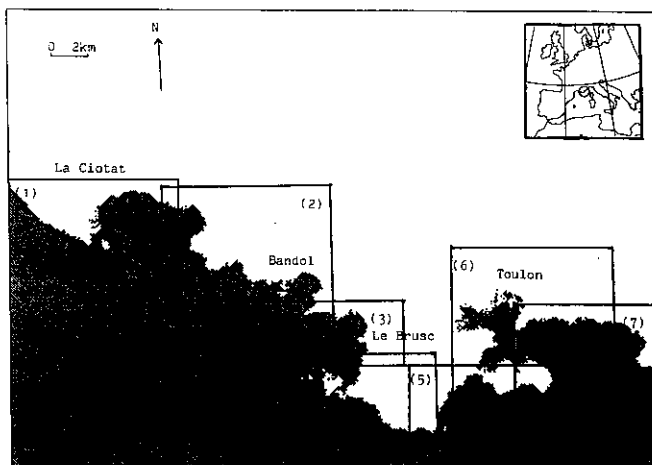 N
0 2km
La Ciotat
(1)
(2)
Bandol
(6)
Toulon
(3)
(7)
Le Brusc
(5)